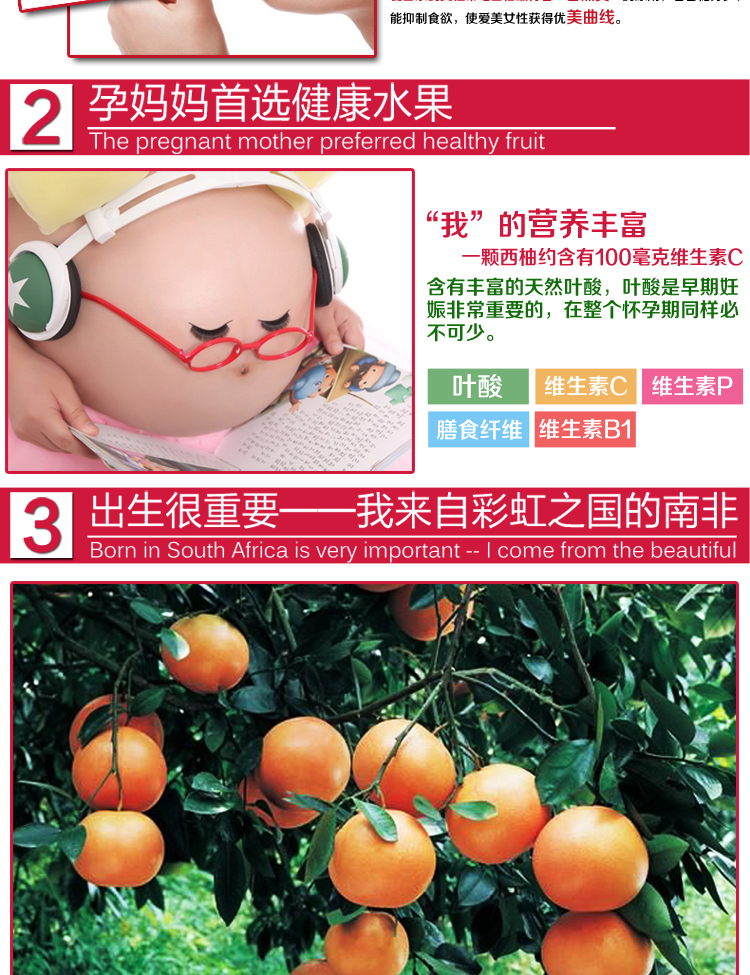 能抑制食欲，使爱美女性获得优美曲线。
2
孕妈妈首选健康水果
The pregnant mother preferred healthy fruit
“我”的营养丰富
一颗西柚约含有100毫克维生素C
含有丰富的天然叶酸，叶酸是早期妊
娠非常重要的，在整个怀孕期同样必
不可少。
叶酸 维生素C 维生素P
膳食纤维 维生素B1
3
出生很重要——我来自彩虹之国的南非
Born in South Africa is very important -- I come from the beautiful